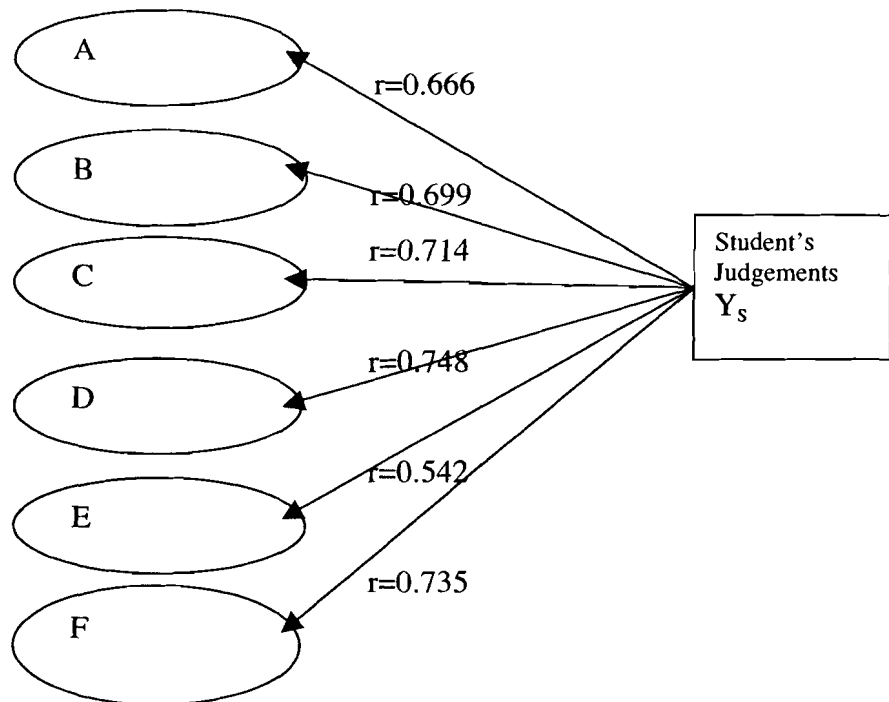 A
r=0.666
B
r=0.699
r=0.714
C
Student's
Judgements
Yₛ
D
r=0.748
E
r=0.542
F
r=0.735